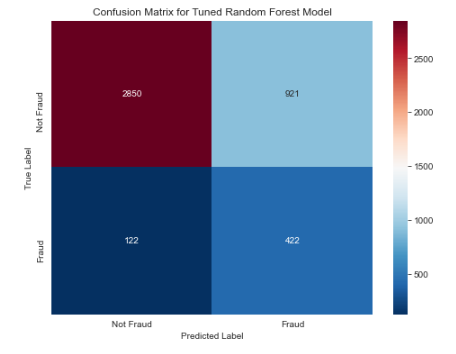 Confusion Matrix for Tuned Random Forest Model
Not Fraud
Fraud
True Label
2850
921
122
422
Not Fraud
Fraud
Predicted Label
2500
2000
1500
1000
500